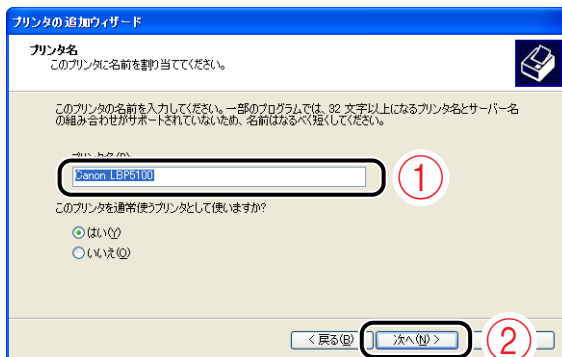 プリンタの追加ウィザード
プリンタ名
このプリンタに名前を割り当ててください。
このプリンタの名前を入力してください。一部のプログラムでは、32 文字以上になるプリンタ名とサーバー名
の組み合わせがサポートされていないため、名前はなるべく短くしてください。
プリンタ名(P)
Canon LBP5100
①
このプリンタを通常使うプリンタとして使いますか?
はい(Y)
いいえ(O)
< 戻る(B) 次へ(N) > ②